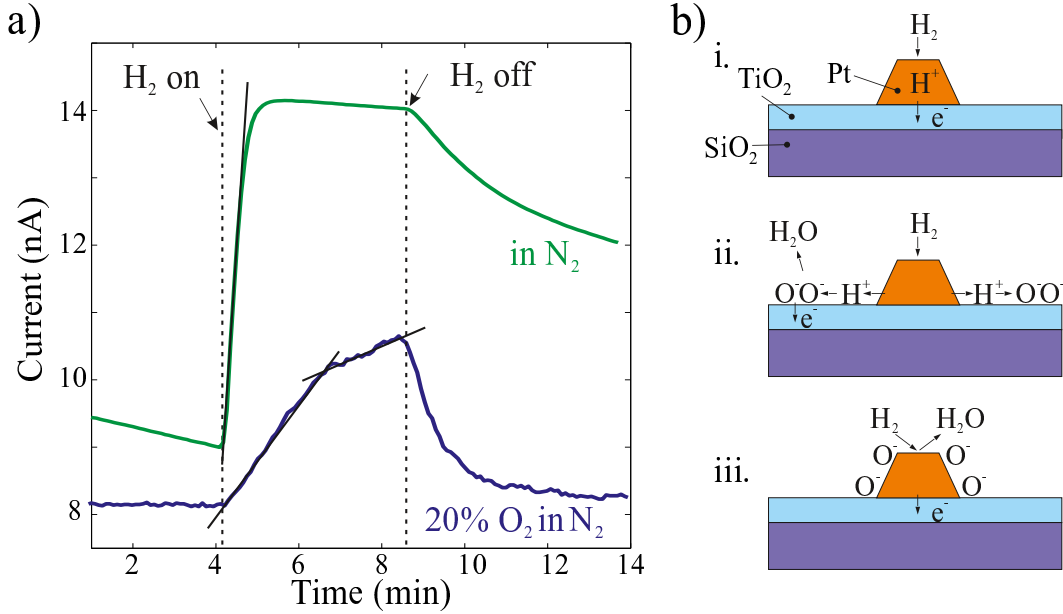 a)
H₂ on
H₂ off
14
12
10
8
Current (nA)
in N₂
20% O₂ in N₂
2
4
6
8
10
12
14
Time (min)
b)
i.
H₂
TiO₂
Pt
H⁺
e⁻
SiO₂
ii.
H₂O
H₂
O⁻O⁻
H⁺
H⁺
O⁻O⁻
e⁻
iii.
H₂
H₂O
O⁻
O⁻
O⁻
O⁻
e⁻